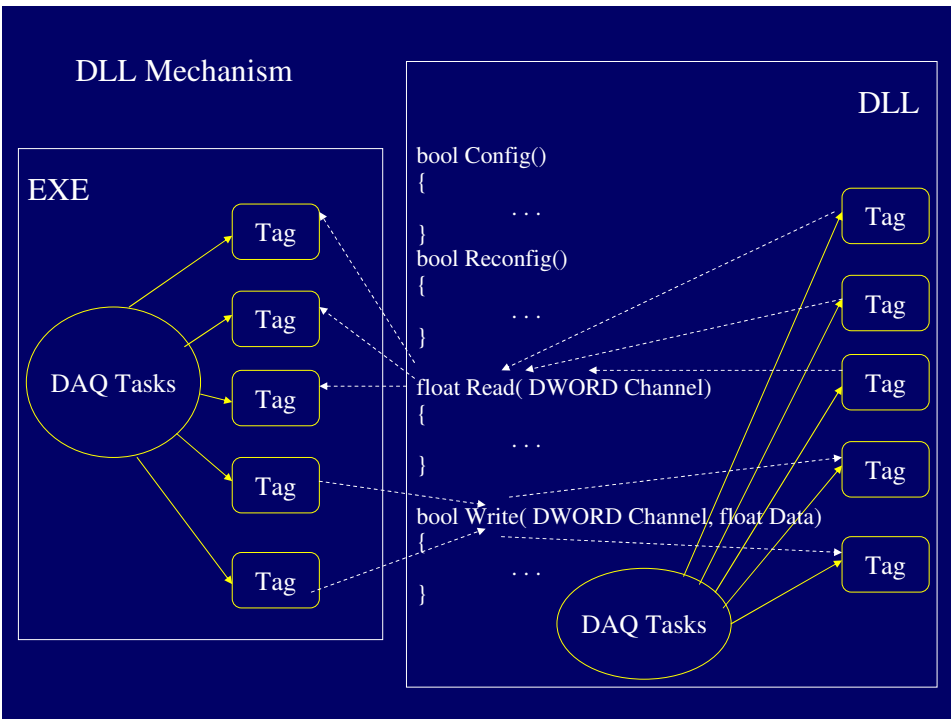 DLL Mechanism
EXE
Tag
Tag
DAQ Tasks
Tag
Tag
Tag
DLL
bool Config()
{
. . .
}
bool Reconfig()
{
. . .
}
float Read( DWORD Channel)
{
. . .
}
bool Write( DWORD Channel, float Data)
{
. . .
}
DAQ Tasks
Tag
Tag
Tag
Tag
Tag